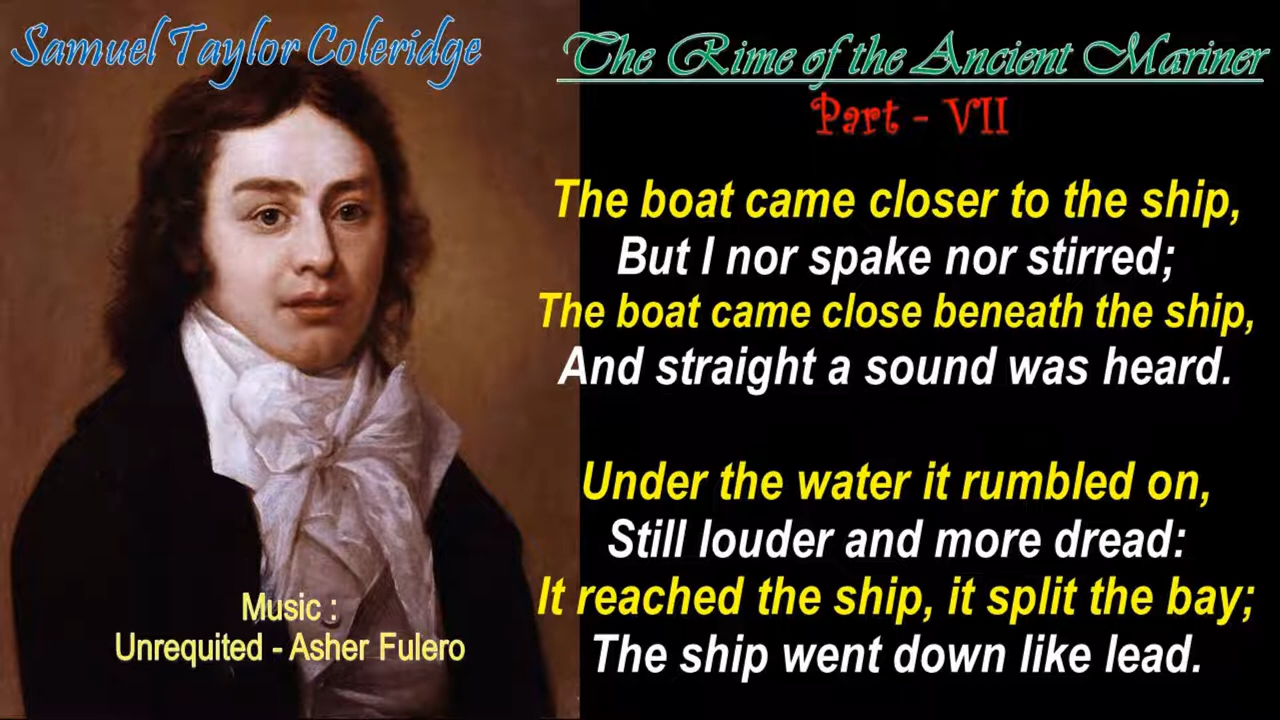 Samuel Taylor Coleridge
The Rime of the Ancient Mariner
Part - VII
The boat came closer to the ship,
But I nor spake nor stirred;
The boat came close beneath the ship,
And straight a sound was heard.
Under the water it rumbled on,
Still louder and more dread:
It reached the ship, it split the bay;
The ship went down like lead.
Music :
Unrequited - Asher Fulero